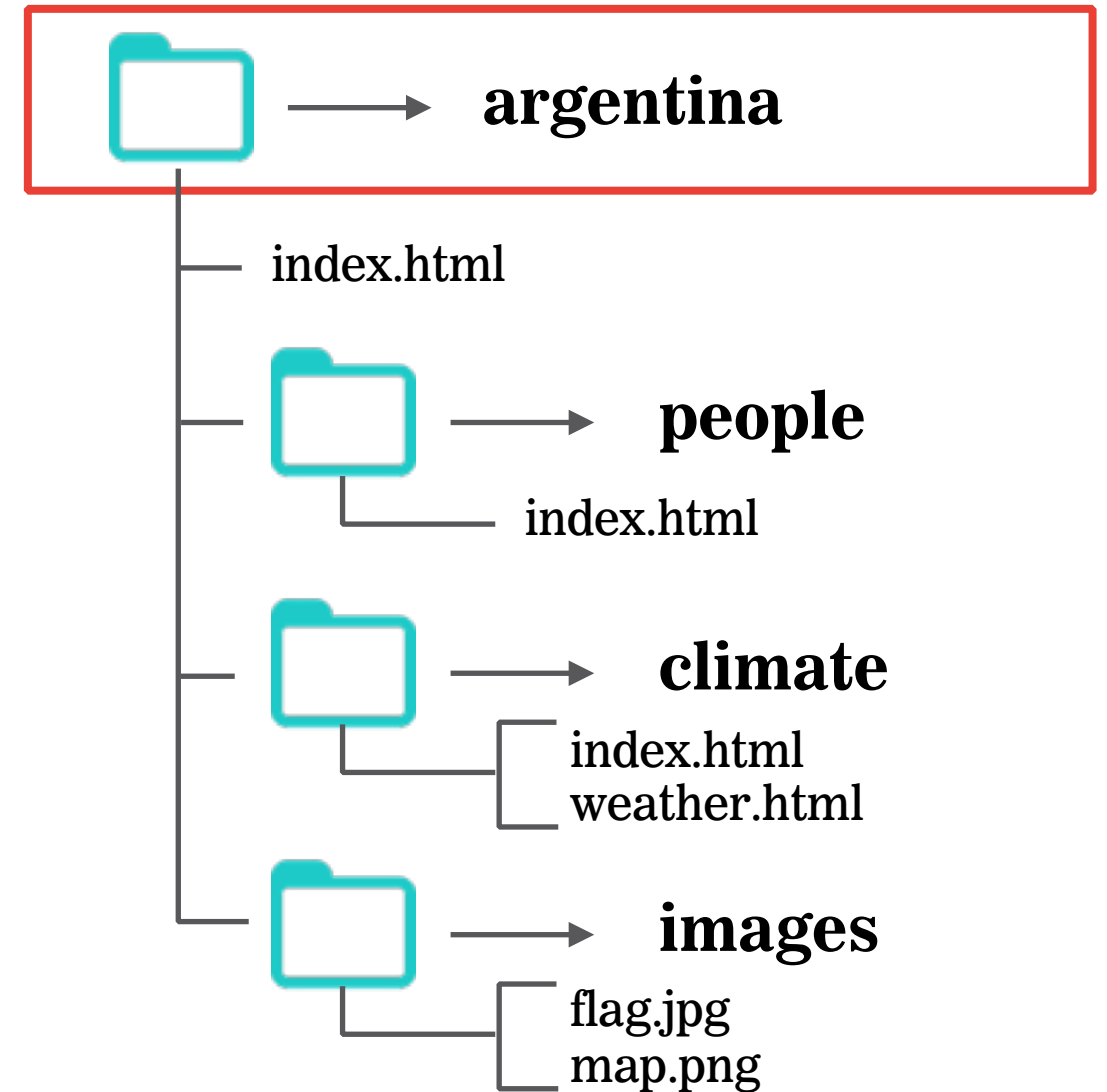 argentina
index.html
people
index.html
climate
index.html
weather.html
images
flag.jpg
map.png